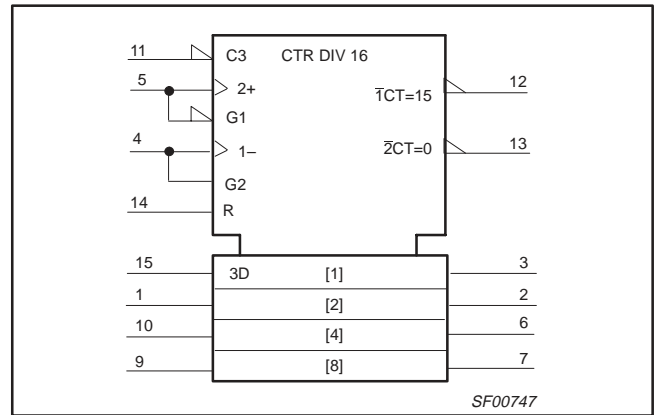 11 C3 CTR DIV 16
5 2+ 1̅CT=15 12
G1
4 1– 2̅CT=0 13
G2
14 R
15 3D [1] 3
1 [2] 2
10 [4] 6
9 [8] 7
SF00747